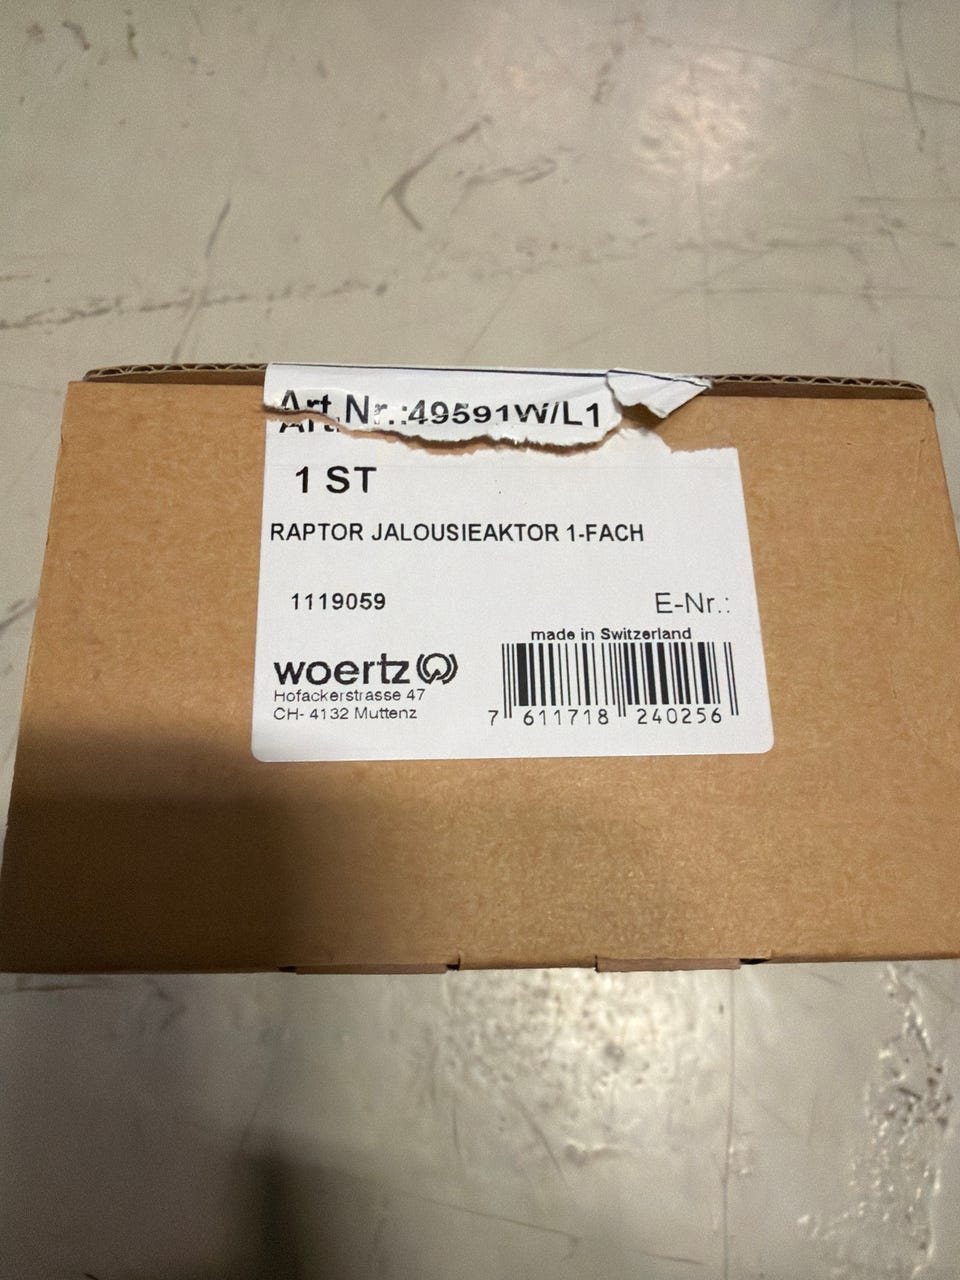 Art.Nr.:49591W/L1
1 ST
RAPTOR JALOUSIEAKTOR 1-FACH
1119059
E-Nr.:
made in Switzerland
woertz
Hofackerstrasse 47
CH- 4132 Muttenz
7 611718 240256